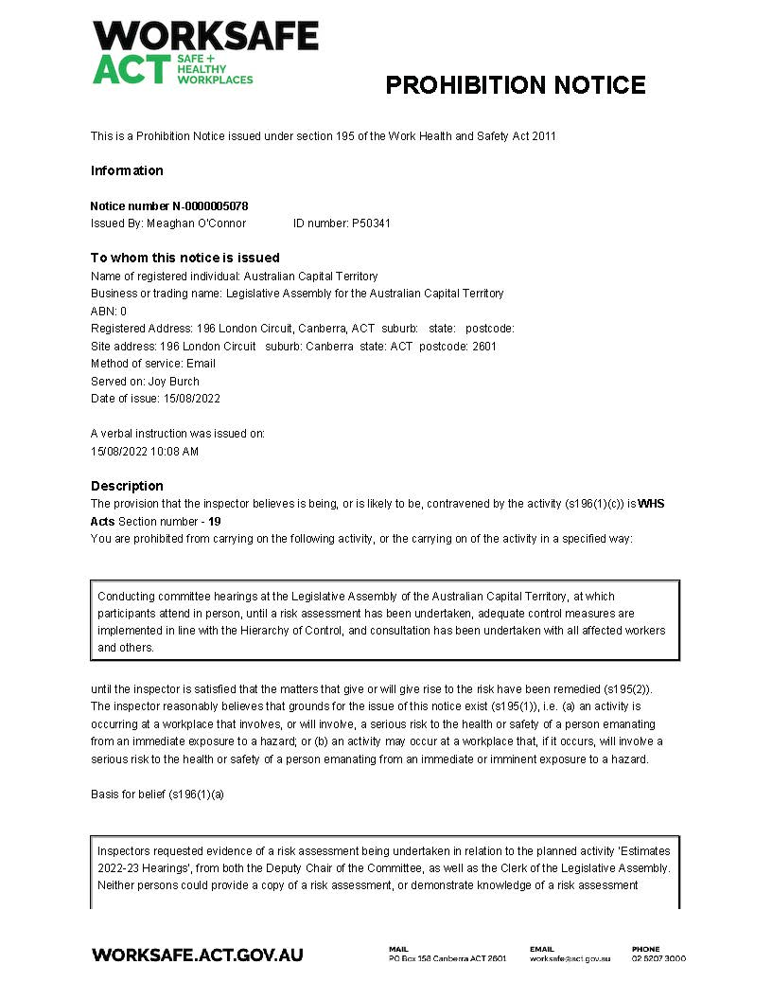 WORKSAFE
ACT SAFE +
HEALTHY
WORKPLACES
PROHIBITION NOTICE
This is a Prohibition Notice issued under section 195 of the Work Health and Safety Act 2011
Information
Notice number N-0000005078
Issued By: Meaghan O'Connor ID number: P50341
To whom this notice is issued
Name of registered individual: Australian Capital Territory
Business or trading name: Legislative Assembly for the Australian Capital Territory
ABN: 0
Registered Address: 196 London Circuit, Canberra, ACT suburb: state: postcode:
Site address: 196 London Circuit suburb: Canberra state: ACT postcode: 2601
Method of service: Email
Served on: Joy Burch
Date of issue: 15/08/2022
A verbal instruction was issued on:
15/08/2022 10:08 AM
Description
The provision that the inspector believes is being, or is likely to be, contravened by the activity (s196(1)(c)) is WHS
Acts Section number - 19
You are prohibited from carrying on the following activity, or the carrying on of the activity in a specified way:
Conducting committee hearings at the Legislative Assembly of the Australian Capital Territory, at which
participants attend in person, until a risk assessment has been undertaken, adequate control measures are
implemented in line with the Hierarchy of Control, and consultation has been undertaken with all affected workers
and others.
until the inspector is satisfied that the matters that give or will give rise to the risk have been remedied (s195(2)).
The inspector reasonably believes that grounds for the issue of this notice exist (s195(1)), i.e. (a) an activity is
occurring at a workplace that involves, or will involve, a serious risk to the health or safety of a person emanating
from an immediate exposure to a hazard; or (b) an activity may occur at a workplace that, if it occurs, will involve a
serious risk to the health or safety of a person emanating from an immediate or imminent exposure to a hazard.
Basis for belief (s196(1)(a)
Inspectors requested evidence of a risk assessment being undertaken in relation to the planned activity 'Estimates
2022-23 Hearings', from both the Deputy Chair of the Committee, as well as the Clerk of the Legislative Assembly.
Neither persons could provide a copy of a risk assessment, or demonstrate knowledge of a risk assessment
WORKSAFE.ACT.GOV.AU
MAIL EMAIL PHONE
PO Box 158 Canberra ACT 2601 worksafe@act.gov.au 02 6207 3000